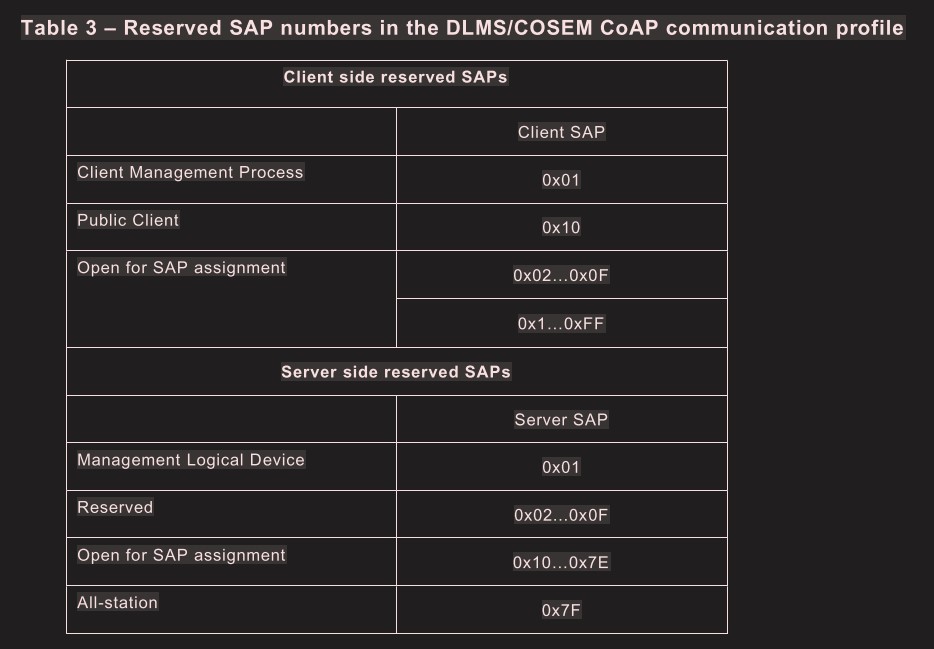 Table 3 – Reserved SAP numbers in the DLMS/COSEM CoAP communication profile
Client side reserved SAPs
Client SAP
Client Management Process
0x01
Public Client
0x10
Open for SAP assignment
0x02…0x0F
0x1…0xFF
Server side reserved SAPs
Server SAP
Management Logical Device
0x01
Reserved
0x02…0x0F
Open for SAP assignment
0x10…0x7E
All-station
0x7F